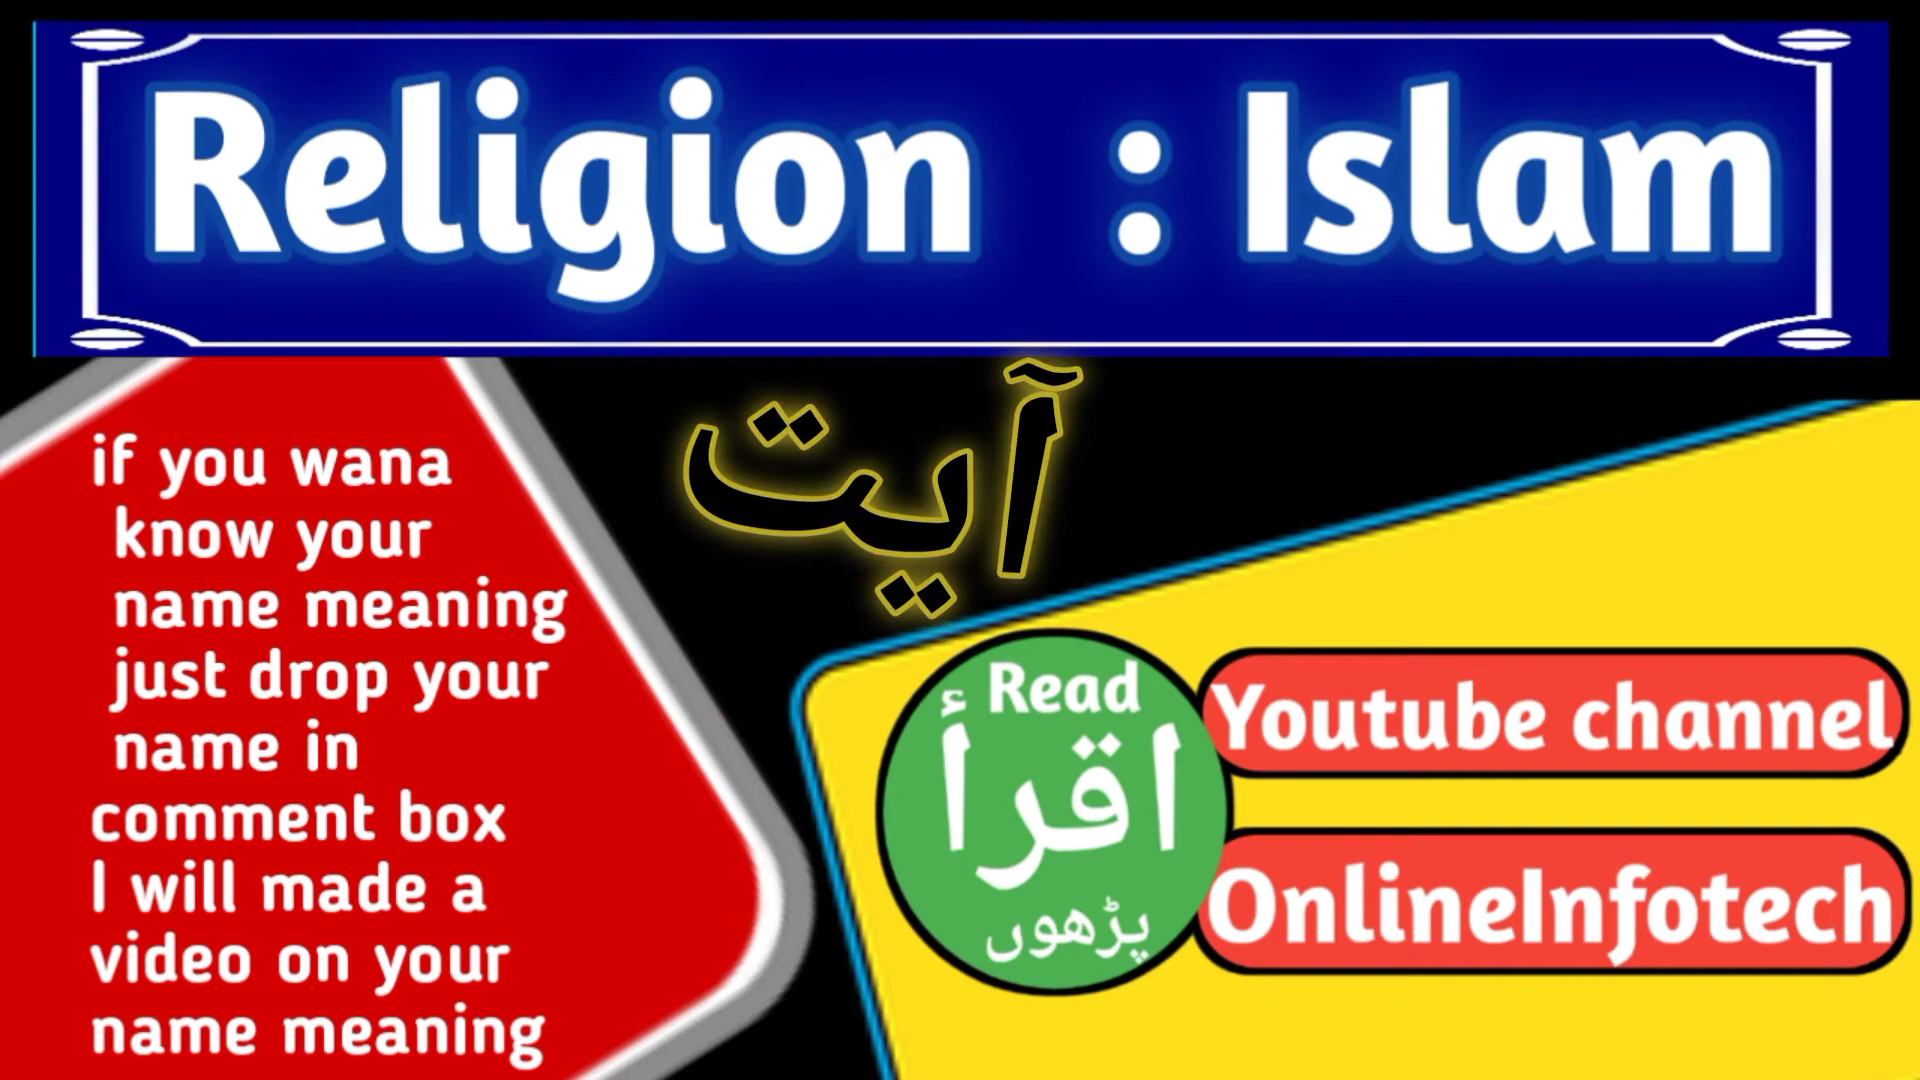 Religion : Islam
آیت
if you wana
know your
name meaning
just drop your
name in
comment box
I will made a
video on your
name meaning
Read
اقرأ
پڑھوں
Youtube channel
OnlineInfotech